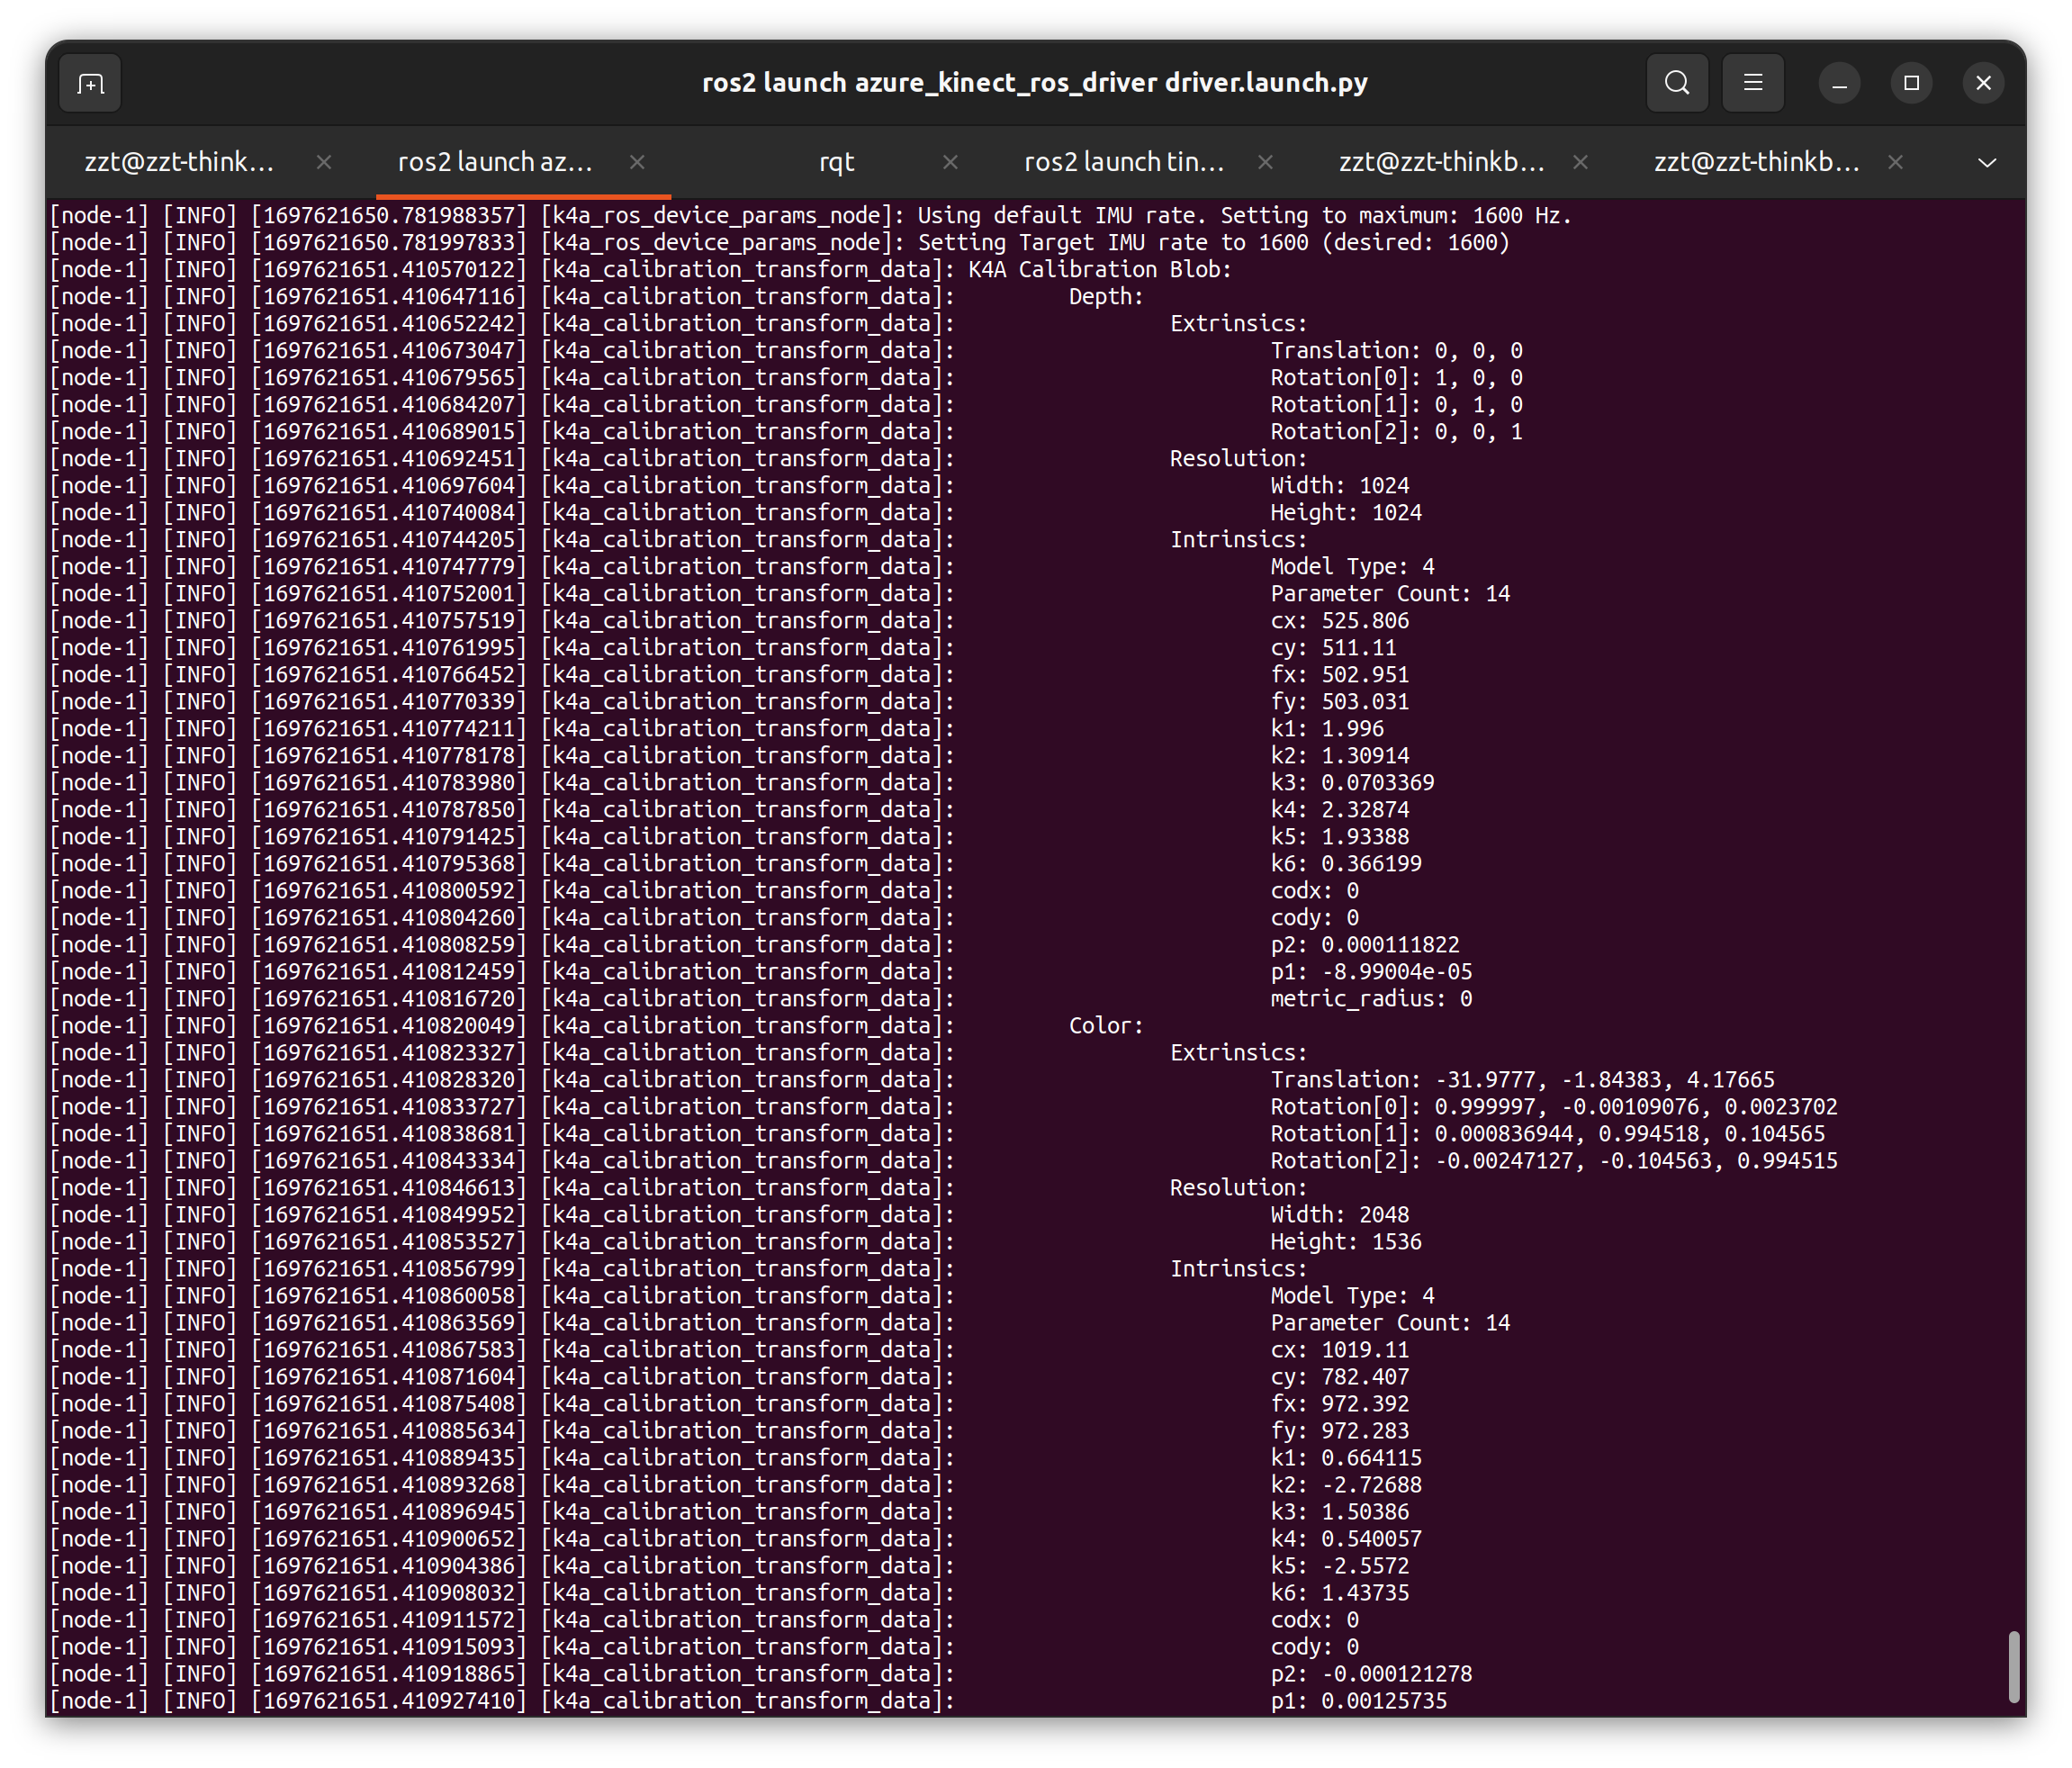 ros2 launch azure_kinect_ros_driver driver.launch.py
zzt@zzt-think... ros2 launch az... rqt ros2 launch tin... zzt@zzt-thinkb... zzt@zzt-thinkb...
[node-1] [INFO] [1697621650.781988357] [k4a_ros_device_params_node]: Using default IMU rate. Setting to maximum: 1600 Hz.
[node-1] [INFO] [1697621650.781997833] [k4a_ros_device_params_node]: Setting Target IMU rate to 1600 (desired: 1600)
[node-1] [INFO] [1697621651.410570122] [k4a_calibration_transform_data]: K4A Calibration Blob:
[node-1] [INFO] [1697621651.410647116] [k4a_calibration_transform_data]: Depth:
[node-1] [INFO] [1697621651.410652242] [k4a_calibration_transform_data]: Extrinsics:
[node-1] [INFO] [1697621651.410673047] [k4a_calibration_transform_data]: Translation: 0, 0, 0
[node-1] [INFO] [1697621651.410679565] [k4a_calibration_transform_data]: Rotation[0]: 1, 0, 0
[node-1] [INFO] [1697621651.410684207] [k4a_calibration_transform_data]: Rotation[1]: 0, 1, 0
[node-1] [INFO] [1697621651.410689015] [k4a_calibration_transform_data]: Rotation[2]: 0, 0, 1
[node-1] [INFO] [1697621651.410692451] [k4a_calibration_transform_data]: Resolution:
[node-1] [INFO] [1697621651.410697604] [k4a_calibration_transform_data]: Width: 1024
[node-1] [INFO] [1697621651.410740084] [k4a_calibration_transform_data]: Height: 1024
[node-1] [INFO] [1697621651.410744205] [k4a_calibration_transform_data]: Intrinsics:
[node-1] [INFO] [1697621651.410747779] [k4a_calibration_transform_data]: Model Type: 4
[node-1] [INFO] [1697621651.410752001] [k4a_calibration_transform_data]: Parameter Count: 14
[node-1] [INFO] [1697621651.410757519] [k4a_calibration_transform_data]: cx: 525.806
[node-1] [INFO] [1697621651.410761995] [k4a_calibration_transform_data]: cy: 511.11
[node-1] [INFO] [1697621651.410766452] [k4a_calibration_transform_data]: fx: 502.951
[node-1] [INFO] [1697621651.410770339] [k4a_calibration_transform_data]: fy: 503.031
[node-1] [INFO] [1697621651.410774211] [k4a_calibration_transform_data]: k1: 1.996
[node-1] [INFO] [1697621651.410778178] [k4a_calibration_transform_data]: k2: 1.30914
[node-1] [INFO] [1697621651.410783980] [k4a_calibration_transform_data]: k3: 0.0703369
[node-1] [INFO] [1697621651.410787850] [k4a_calibration_transform_data]: k4: 2.32874
[node-1] [INFO] [1697621651.410791425] [k4a_calibration_transform_data]: k5: 1.93388
[node-1] [INFO] [1697621651.410795368] [k4a_calibration_transform_data]: k6: 0.366199
[node-1] [INFO] [1697621651.410800592] [k4a_calibration_transform_data]: codx: 0
[node-1] [INFO] [1697621651.410804260] [k4a_calibration_transform_data]: cody: 0
[node-1] [INFO] [1697621651.410808259] [k4a_calibration_transform_data]: p2: 0.000111822
[node-1] [INFO] [1697621651.410812459] [k4a_calibration_transform_data]: p1: -8.99004e-05
[node-1] [INFO] [1697621651.410816720] [k4a_calibration_transform_data]: metric_radius: 0
[node-1] [INFO] [1697621651.410820049] [k4a_calibration_transform_data]: Color:
[node-1] [INFO] [1697621651.410823327] [k4a_calibration_transform_data]: Extrinsics:
[node-1] [INFO] [1697621651.410828320] [k4a_calibration_transform_data]: Translation: -31.9777, -1.84383, 4.17665
[node-1] [INFO] [1697621651.410833727] [k4a_calibration_transform_data]: Rotation[0]: 0.999997, -0.00109076, 0.0023702
[node-1] [INFO] [1697621651.410838681] [k4a_calibration_transform_data]: Rotation[1]: 0.000836944, 0.994518, 0.104565
[node-1] [INFO] [1697621651.410843334] [k4a_calibration_transform_data]: Rotation[2]: -0.00247127, -0.104563, 0.994515
[node-1] [INFO] [1697621651.410846613] [k4a_calibration_transform_data]: Resolution:
[node-1] [INFO] [1697621651.410849952] [k4a_calibration_transform_data]: Width: 2048
[node-1] [INFO] [1697621651.410853527] [k4a_calibration_transform_data]: Height: 1536
[node-1] [INFO] [1697621651.410856799] [k4a_calibration_transform_data]: Intrinsics:
[node-1] [INFO] [1697621651.410860058] [k4a_calibration_transform_data]: Model Type: 4
[node-1] [INFO] [1697621651.410863569] [k4a_calibration_transform_data]: Parameter Count: 14
[node-1] [INFO] [1697621651.410867583] [k4a_calibration_transform_data]: cx: 1019.11
[node-1] [INFO] [1697621651.410871604] [k4a_calibration_transform_data]: cy: 782.407
[node-1] [INFO] [1697621651.410875408] [k4a_calibration_transform_data]: fx: 972.392
[node-1] [INFO] [1697621651.410885634] [k4a_calibration_transform_data]: fy: 972.283
[node-1] [INFO] [1697621651.410889435] [k4a_calibration_transform_data]: k1: 0.664115
[node-1] [INFO] [1697621651.410893268] [k4a_calibration_transform_data]: k2: -2.72688
[node-1] [INFO] [1697621651.410896945] [k4a_calibration_transform_data]: k3: 1.50386
[node-1] [INFO] [1697621651.410900652] [k4a_calibration_transform_data]: k4: 0.540057
[node-1] [INFO] [1697621651.410904386] [k4a_calibration_transform_data]: k5: -2.5572
[node-1] [INFO] [1697621651.410908032] [k4a_calibration_transform_data]: k6: 1.43735
[node-1] [INFO] [1697621651.410911572] [k4a_calibration_transform_data]: codx: 0
[node-1] [INFO] [1697621651.410915093] [k4a_calibration_transform_data]: cody: 0
[node-1] [INFO] [1697621651.410918865] [k4a_calibration_transform_data]: p2: -0.000121278
[node-1] [INFO] [1697621651.410927410] [k4a_calibration_transform_data]: p1: 0.00125735